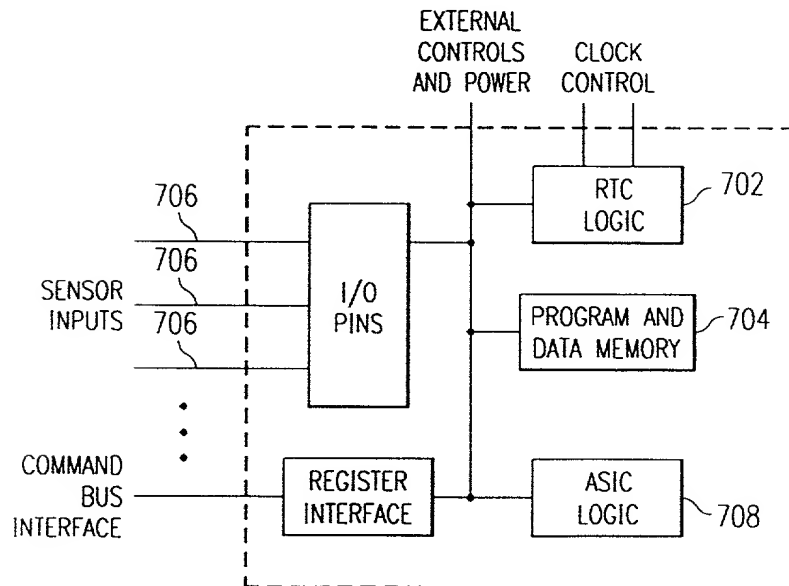 EXTERNAL
CONTROLS
AND POWER
CLOCK
CONTROL
RTC
LOGIC
702
706
706
706
SENSOR
INPUTS
I/O
PINS
PROGRAM AND
DATA MEMORY
704
COMMAND
BUS
INTERFACE
REGISTER
INTERFACE
ASIC
LOGIC
708